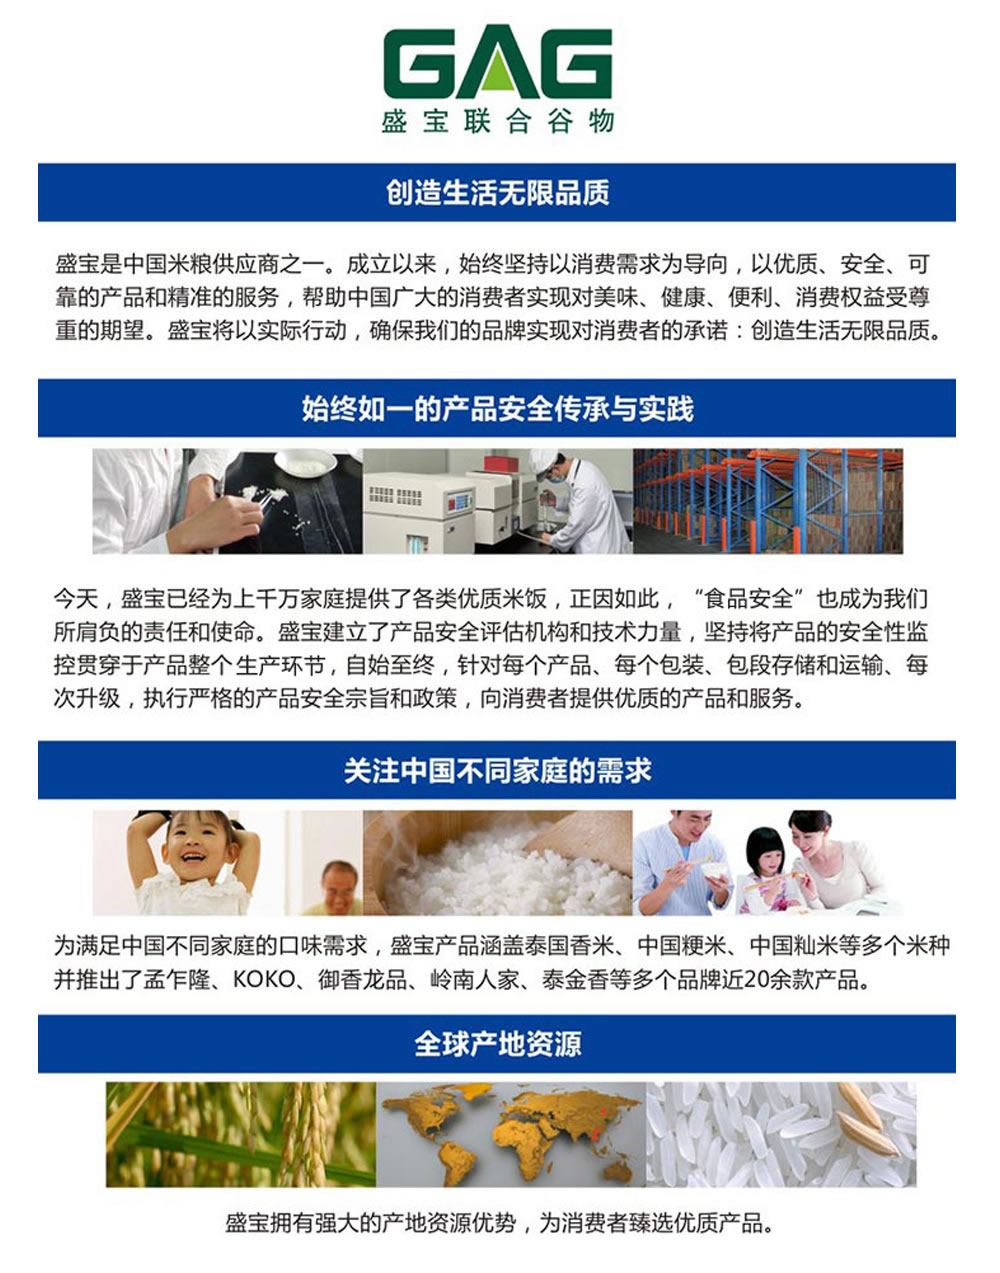 GAG
盛宝联合谷物
创造生活无限品质
盛宝是中国米粮供应商之一。成立以来，始终坚持以消费需求为导向，以优质、安全、可
靠的产品和精准的服务，帮助中国广大的消费者实现对美味、健康、便利、消费权益受尊
重的期望。盛宝将以实际行动，确保我们的品牌实现对消费者的承诺：创造生活无限品质。
始终如一的产品安全传承与实践
今天，盛宝已经为上千万家庭提供了各类优质米饭，正因如此，“食品安全”也成为我们
所肩负的责任和使命。盛宝建立了产品安全评估机构和技术力量，坚持将产品的安全性监
控贯穿于产品整个生产环节，自始至终，针对每个产品、每个包装、包段存储和运输、每
次升级，执行严格的产品安全宗旨和政策，向消费者提供优质的产品和服务。
关注中国不同家庭的需求
为满足中国不同家庭的口味需求，盛宝产品涵盖泰国香米、中国粳米、中国籼米等多个米种
并推出了孟乍隆、KOKO、御香龙品、岭南人家、泰金香等多个品牌近20余款产品。
全球产地资源
盛宝拥有强大的产地资源优势，为消费者臻选优质产品。